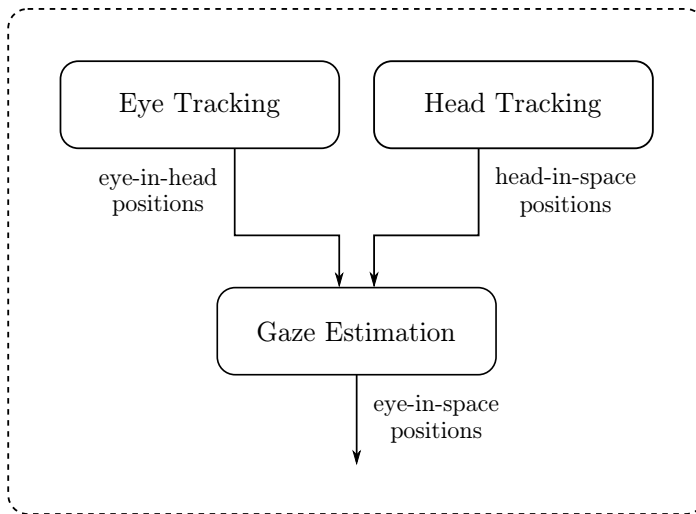 Eye Tracking
Head Tracking
eye-in-head
positions
head-in-space
positions
Gaze Estimation
eye-in-space
positions